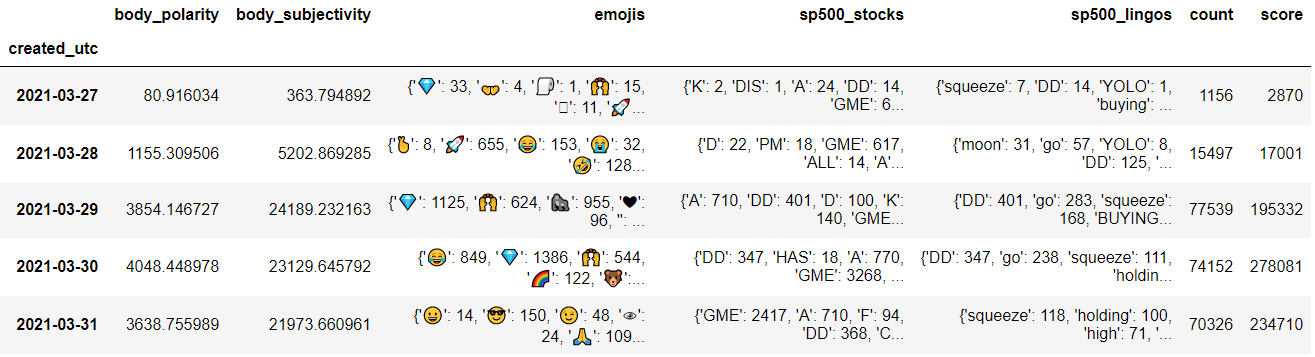 body_polarity body_subjectivity emojis sp500_stocks sp500_lingos count score
created_utc
2021-03-27 80.916034 363.794892 {'💎': 33, '🤝': 4, '🧻': 1, '🙌': 15, {'K': 2, 'DIS': 1, 'A': 24, 'DD': 14, {'squeeze': 7, 'DD': 14, 'YOLO': 1, 1156 2870
'▯': 11, '🚀... 'GME': 6... 'buying': ...
2021-03-28 1155.309506 5202.869285 {'🤞': 8, '🚀': 655, '😂': 153, '😭': 32, {'D': 22, 'PM': 18, 'GME': 617, {'moon': 31, 'go': 57, 'YOLO': 8, 15497 17001
'🤣': 128... 'ALL': 14, 'A'... 'DD': 125, '...
2021-03-29 3854.146727 24189.232163 {'💎': 1125, '🙌': 624, '🦍': 955, '🖤': {'A': 710, 'DD': 401, 'D': 100, 'K': {'DD': 401, 'go': 283, 'squeeze': 77539 195332
96, '': ... 140, 'GME... 168, 'BUYING...
2021-03-30 4048.448978 23129.645792 {'😂': 849, '💎': 1386, '🙌': 544, {'DD': 347, 'HAS': 18, 'A': 770, {'DD': 347, 'go': 238, 'squeeze': 111, 74152 278081
'🌈': 122, '🐻':... 'GME': 3268, ... 'holdin...
2021-03-31 3638.755989 21973.660961 {'😀': 14, '😎': 150, '😉': 48, '👁': {'GME': 2417, 'A': 710, 'F': 94, {'squeeze': 118, 'holding': 100, 70326 234710
24, '🙏': 109... 'DD': 368, 'C... 'high': 71, '...